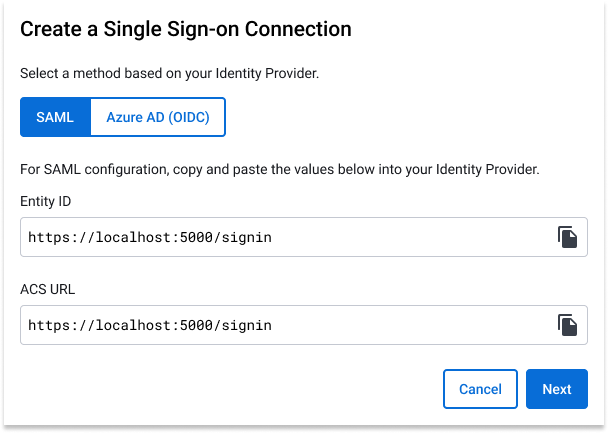 Create a Single Sign-on Connection
Select a method based on your Identity Provider.
SAML
Azure AD (OIDC)
For SAML configuration, copy and paste the values below into your Identity Provider.
Entity ID
https://localhost:5000/signin
ACS URL
https://localhost:5000/signin
Cancel
Next